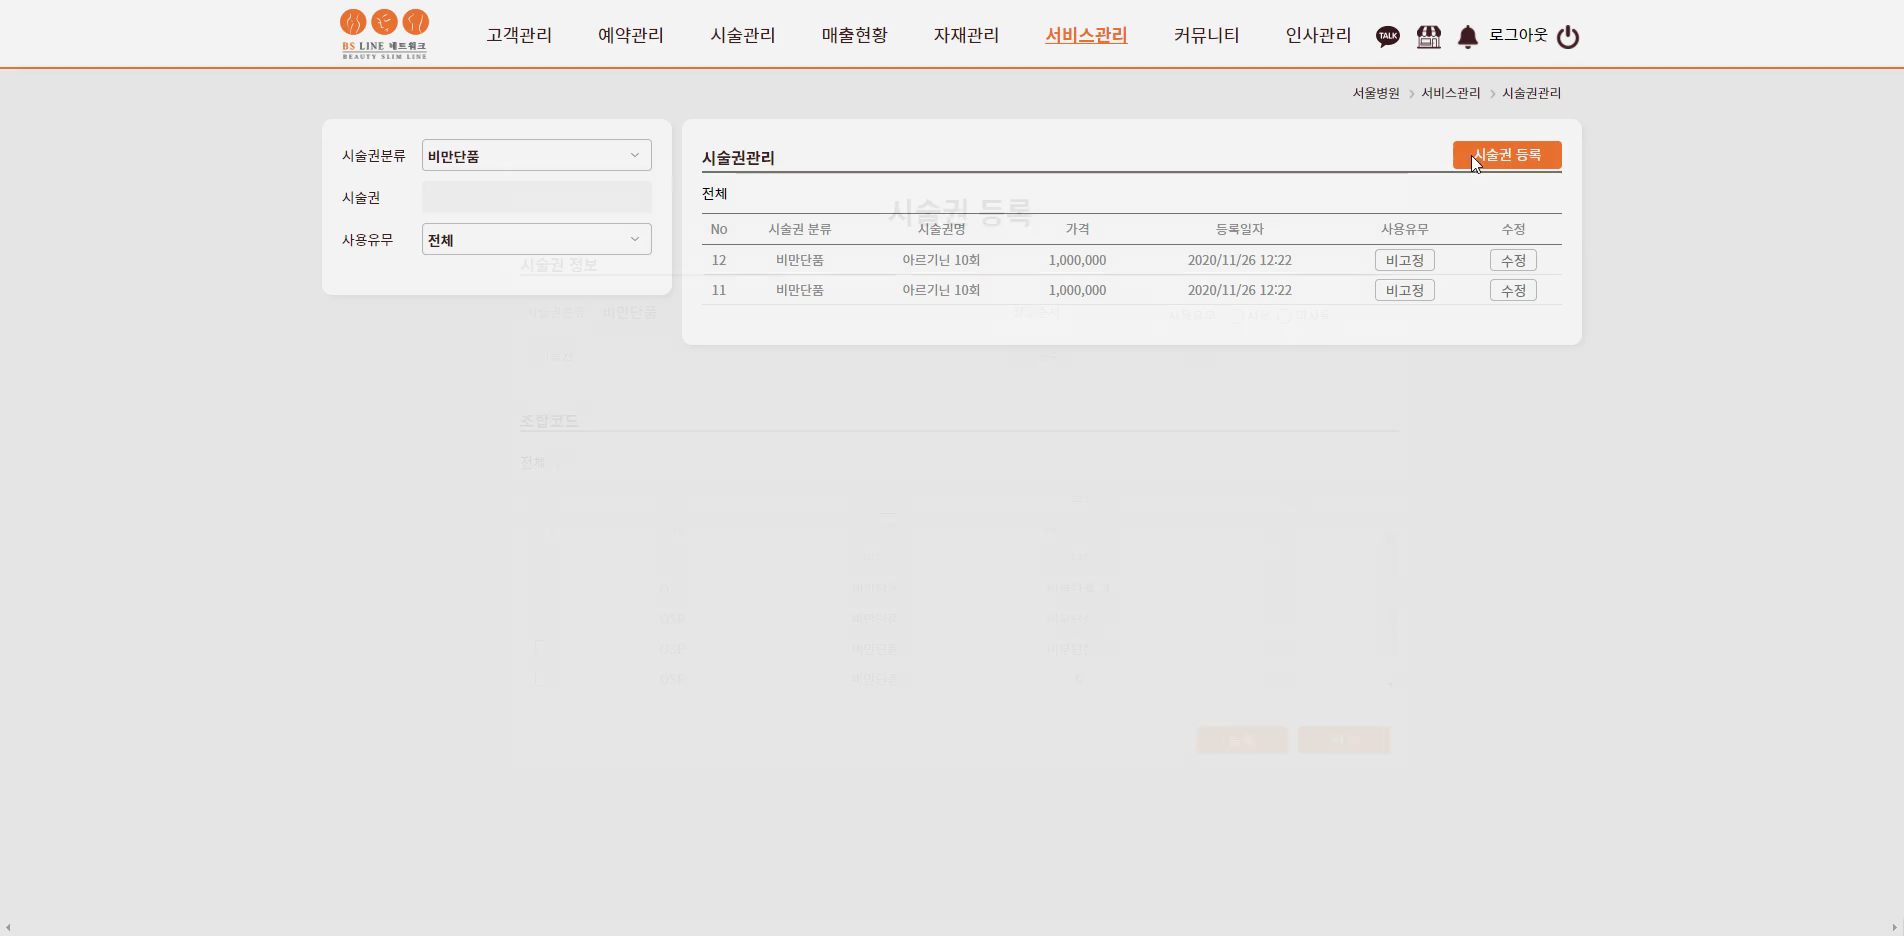 BS LINE 네트워크
BEAUTY SLIM LINE
고객관리 예약관리 시술관리 매출현황 자재관리 서비스관리 커뮤니티 인사관리 TALK 로그아웃
서울병원 > 서비스관리 > 시술권관리
시술권분류 비만단품
시술권
사용유무 전체
시술권관리 시술권 등록
전체
시술권 등록
No 시술권 분류 시술권명 가격 등록일자 사용유무 수정
12 비만단품 아르기닌 10회 1,000,000 2020/11/26 12:22 비고정 수정
11 비만단품 아르기닌 10회 1,000,000 2020/11/26 12:22 비고정 수정
시술권 정보
시술권분류 비만단품
조합코드
전체